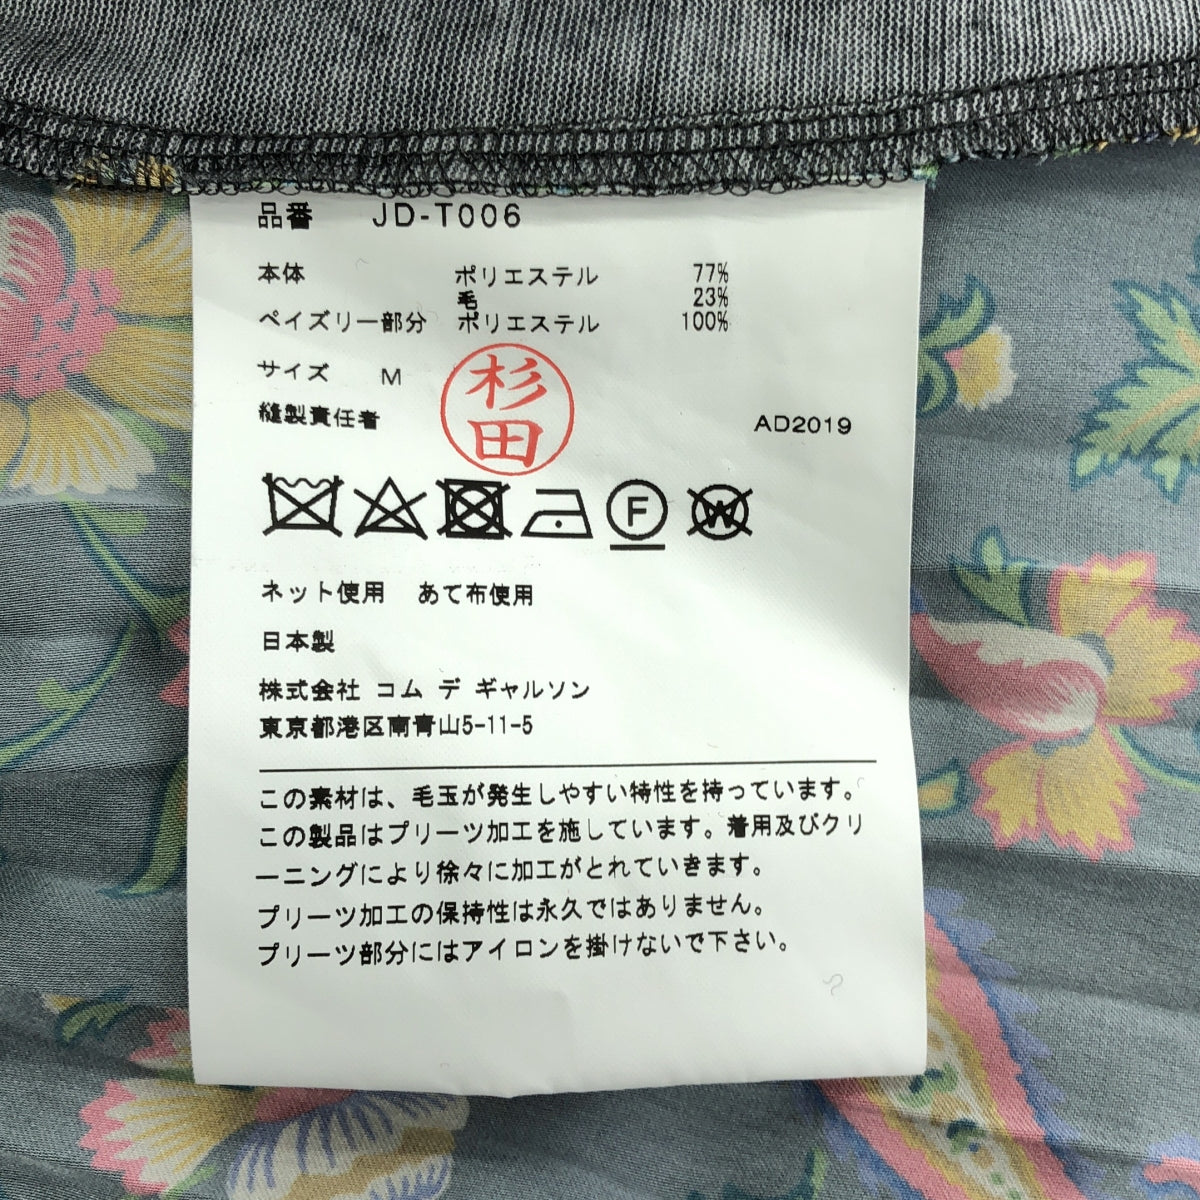 品番 JD-T006
本体 ポリエステル 77%
毛 23%
ペイズリー部分 ポリエステル 100%
サイズ M
縫製責任者 杉田 AD2019
F W
ネット使用 あて布使用
日本製
株式会社 コム デ ギャルソン
東京都港区南青山5-11-5
この素材は、毛玉が発生しやすい特性を持っています。
この製品はプリーツ加工を施しています。着用及びクリ
ーニングにより徐々に加工がとれていきます。
プリーツ加工の保持性は永久ではありません。
プリーツ部分にはアイロンを掛けないで下さい。